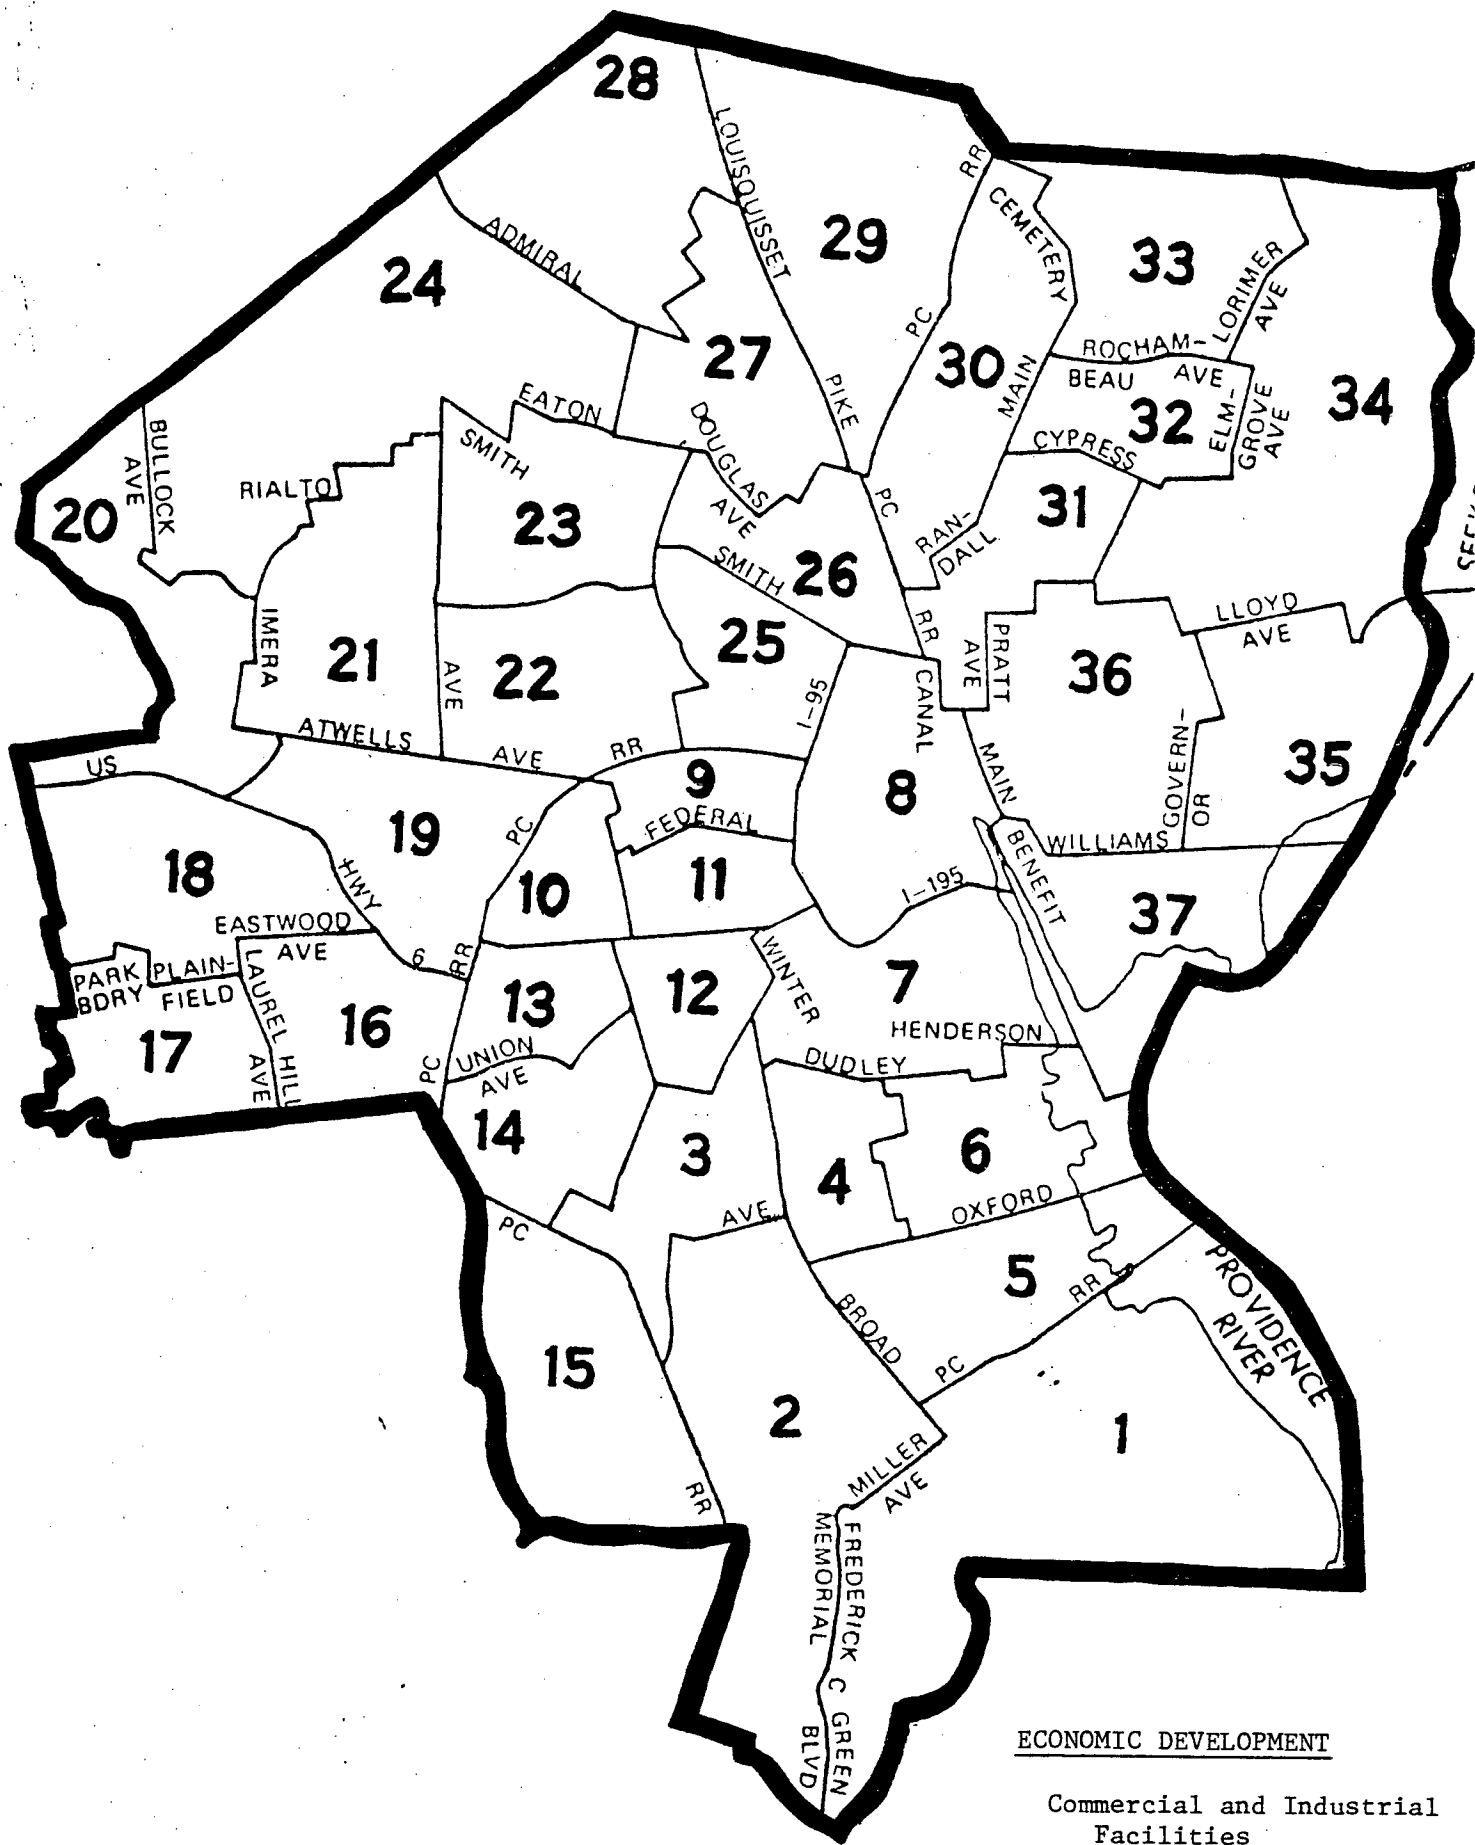 28
LOUISQUISSET
PIKE
RR
CEMETERY
29
33
ADMIRAL
24
LORIMER
AVE
PC
27
30
MAIN
ROCHAM-
BEAU AVE
34
EATON
DOUGLAS
AVE
32
ELM-
GROVE
AVE
CYPRESS
BULLOCK
AVE
SMITH
RIALTO
20
23
PC
31
RAN-
DALL
SMITH
26
IMERA
RR
LLOYD
AVE
PRATT
AVE
25
21
AVE
22
36
I-95
CANAL
ATWELLS
AVE
RR
MAIN
GOVERN-
OR
35
US
9
8
FEDERAL
19
PC
WILLIAMS
BENEFIT
18
HWY
10
11
I-195
37
EASTWOOD
AVE
6
RR
WINTER
PARK
BDRY
PLAIN-
FIELD
LAUREL HILL
AVE
13
12
7
HENDERSON
17
16
PC
UNION
AVE
DUDLEY
14
3
4
6
AVE
OXFORD
PC
5
RR
PROVIDENCE
RIVER
BROAD
15
PC
2
1
MILLER
AVE
RR
FREDERICK C GREEN
MEMORIAL BLVD
ECONOMIC DEVELOPMENT
Commercial and Industrial
Facilities